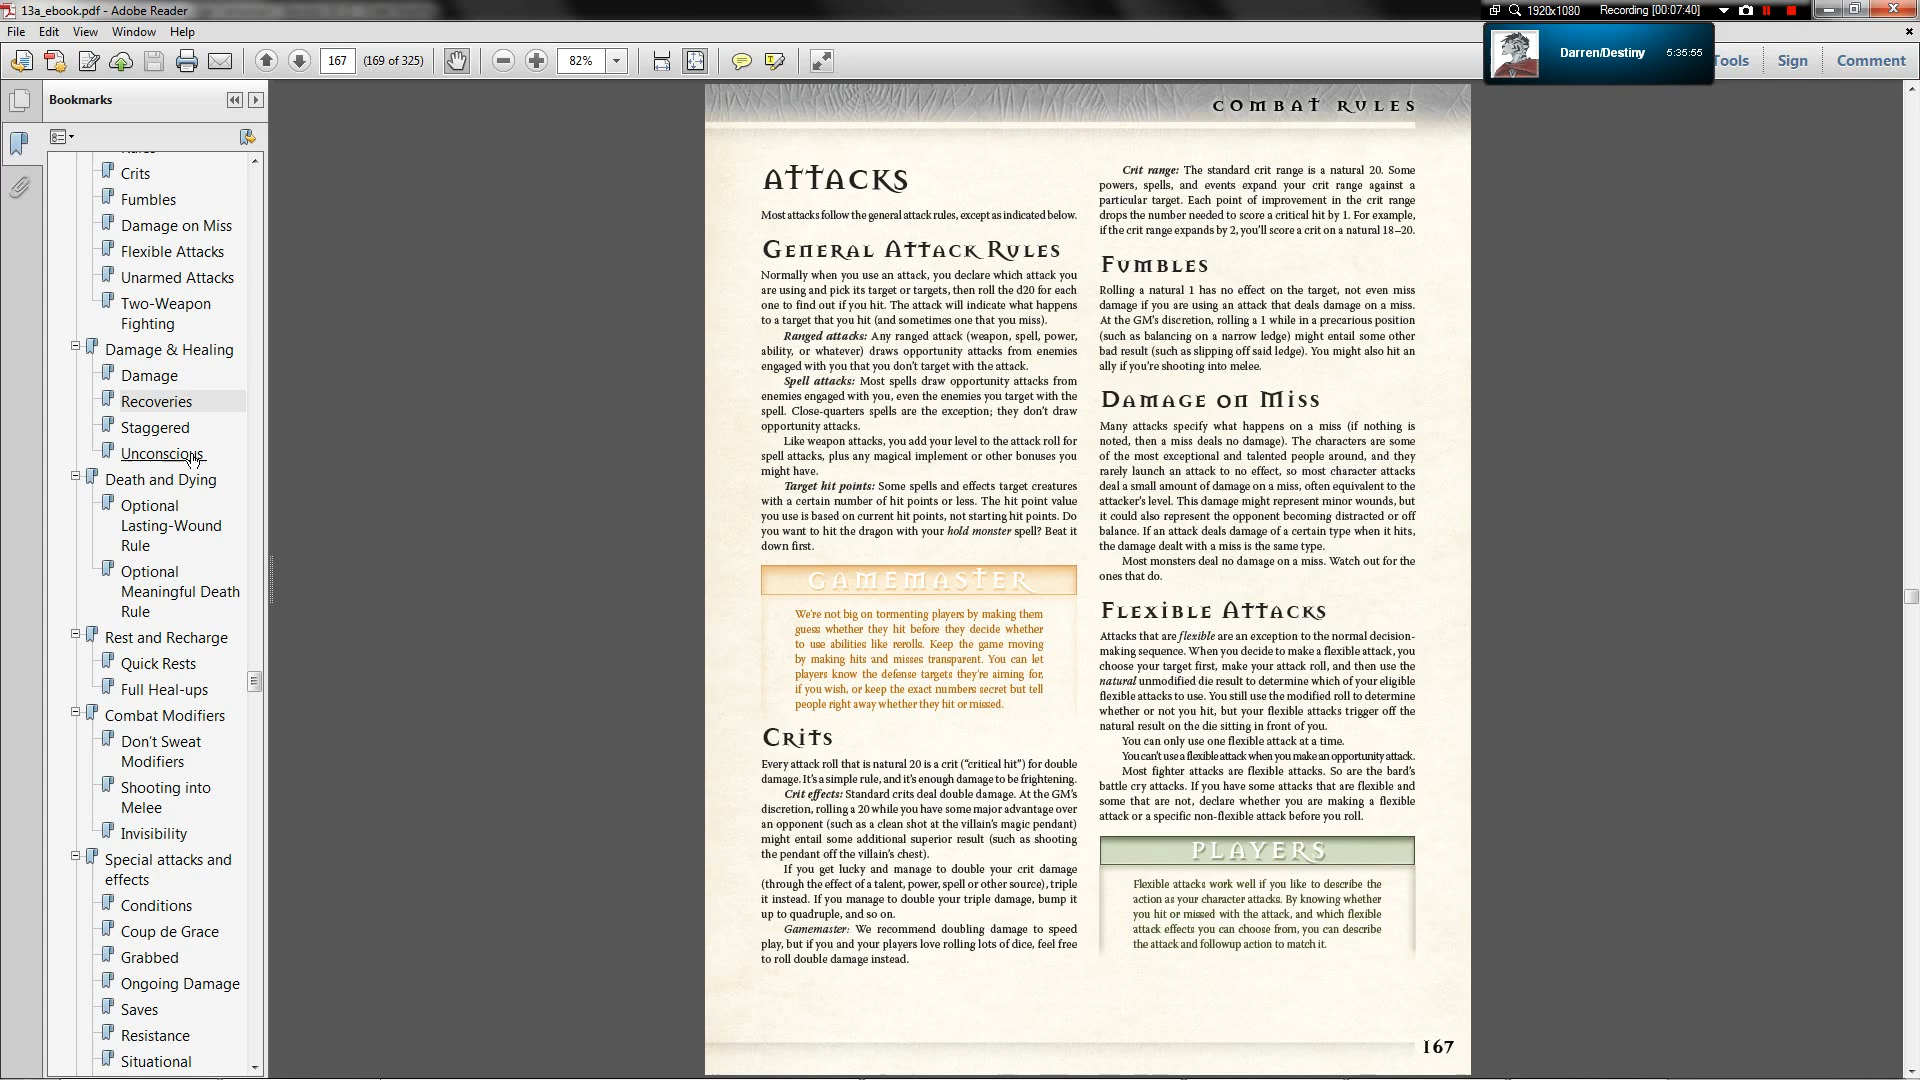 13a_ebook.pdf - Adobe Reader
1920x1080
Recording [00:07:40]
File Edit View Window Help
Darren/Destiny
5:35:55
167
(169 of 325)
82%
Tools
Sign
Comment
Bookmarks
Crits
Fumbles
Damage on Miss
Flexible Attacks
Unarmed Attacks
Two-Weapon
Fighting
Damage & Healing
Damage
Recoveries
Staggered
Unconscious
Death and Dying
Optional
Lasting-Wound
Rule
Optional
Meaningful Death
Rule
Rest and Recharge
Quick Rests
Full Heal-ups
Combat Modifiers
Don't Sweat
Modifiers
Shooting into
Melee
Invisibility
Special attacks and
effects
Conditions
Coup de Grace
Grabbed
Ongoing Damage
Saves
Resistance
Situational
COMBAT RULES
ATTACKS
Most attacks follow the general attack rules, except as indicated below.
GENERAL ATTACK RULES
Normally when you use an attack, you declare which attack you
are using and pick its target or targets, then roll the d20 for each
one to find out if you hit. The attack will indicate what happens
to a target that you hit (and sometimes one that you miss).
Ranged attacks: Any ranged attack (weapon, spell, power,
ability, or whatever) draws opportunity attacks from enemies
engaged with you that you don't target with the attack.
Spell attacks: Most spells draw opportunity attacks from
enemies engaged with you, even the enemies you target with the
spell. Close-quarters spells are the exception; they don't draw
opportunity attacks.
Like weapon attacks, you add your level to the attack roll for
spell attacks, plus any magical implement or other bonuses you
might have.
Target hit points: Some spells and effects target creatures
with a certain number of hit points or less. The hit point value
you use is based on current hit points, not starting hit points. Do
you want to hit the dragon with your hold monster spell? Beat it
down first.
GAMEMASTER
We're not big on tormenting players by making them
guess whether they hit before they decide whether
to use abilities like rerolls. Keep the game moving
by making hits and misses transparent. You can let
players know the defense targets they're aiming for,
if you wish, or keep the exact numbers secret but tell
people right away whether they hit or missed.
CRITS
Every attack roll that is natural 20 is a crit (“critical hit”) for double
damage. It's a simple rule, and it's enough damage to be frightening.
Crit effects: Standard crits deal double damage. At the GM's
discretion, rolling a 20 while you have some major advantage over
an opponent (such as a clean shot at the villain's magic pendant)
might entail some additional superior result (such as shooting
the pendant off the villain's chest).
If you get lucky and manage to double your crit damage
(through the effect of a talent, power, spell or other source), triple
it instead. If you manage to double your triple damage, bump it
up to quadruple, and so on.
Gamemaster: We recommend doubling damage to speed
play, but if you and your players love rolling lots of dice, feel free
to roll double damage instead.
Crit range: The standard crit range is a natural 20. Some
powers, spells, and events expand your crit range against a
particular target. Each point of improvement in the crit range
drops the number needed to score a critical hit by 1. For example,
if the crit range expands by 2, you'll score a crit on a natural 18–20.
FUMBLES
Rolling a natural 1 has no effect on the target, not even miss
damage if you are using an attack that deals damage on a miss.
At the GM's discretion, rolling a 1 while in a precarious position
(such as balancing on a narrow ledge) might entail some other
bad result (such as slipping off said ledge). You might also hit an
ally if you're shooting into melee.
DAMAGE ON MISS
Many attacks specify what happens on a miss (if nothing is
noted, then a miss deals no damage). The characters are some
of the most exceptional and talented people around, and they
rarely launch an attack to no effect, so most character attacks
deal a small amount of damage on a miss, often equivalent to the
attacker's level. This damage might represent minor wounds, but
it could also represent the opponent becoming distracted or off
balance. If an attack deals damage of a certain type when it hits,
the damage dealt with a miss is the same type.
Most monsters deal no damage on a miss. Watch out for the
ones that do.
FLEXIBLE ATTACKS
Attacks that are flexible are an exception to the normal decision-
making sequence. When you decide to make a flexible attack, you
choose your target first, make your attack roll, and then use the
natural unmodified die result to determine which of your eligible
flexible attacks to use. You still use the modified roll to determine
whether or not you hit, but your flexible attacks trigger off the
natural result on the die sitting in front of you.
You can only use one flexible attack at a time.
You can't use a flexible attack when you make an opportunity attack.
Most fighter attacks are flexible attacks. So are the bard's
battle cry attacks. If you have some attacks that are flexible and
some that are not, declare whether you are making a flexible
attack or a specific non-flexible attack before you roll.
PLAYERS
Flexible attacks work well if you like to describe the
action as your character attacks. By knowing whether
you hit or missed with the attack, and which flexible
attack effects you can choose from, you can describe
the attack and followup action to match it.
167